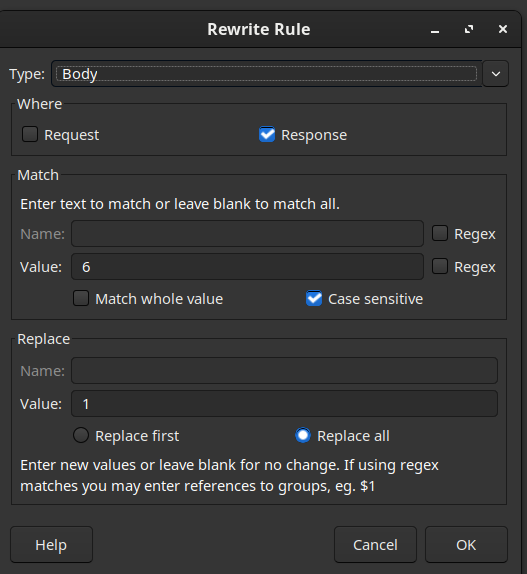 Rewrite Rule
Type: Body
Where
Request Response
Match
Enter text to match or leave blank to match all.
Name: Regex
Value: 6 Regex
Match whole value Case sensitive
Replace
Name:
Value: 1
Replace first Replace all
Enter new values or leave blank for no change. If using regex
matches you may enter references to groups, eg. $1
Help Cancel OK